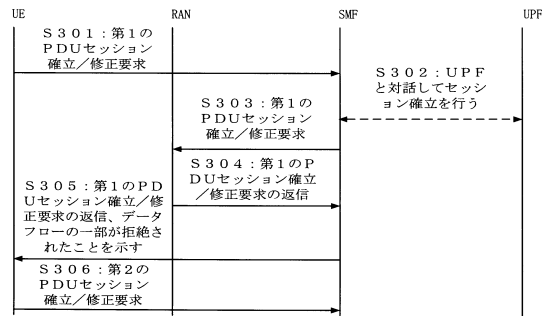 UE
RAN
SMF
UPF
S301：第1の
PDUセッション
確立／修正要求
S302：UPF
と対話してセッシ
ョン確立を行う
S303：第1の
PDUセッション
確立／修正要求
S304：第1のP
DUセッション確立
／修正要求の返信
S305：第1のPD
Uセッション確立／修
正要求の返信、データ
フローの一部が拒絶さ
れたことを示す
S306：第2の
PDUセッション
確立／修正要求